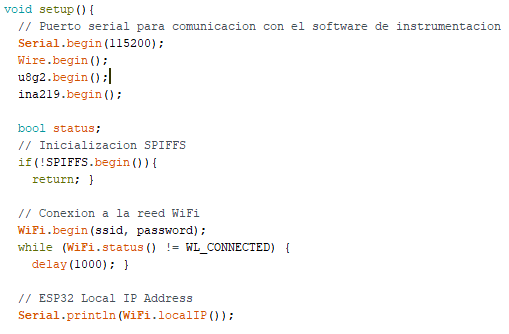 void setup(){
  // Puerto serial para comunicacion con el software de instrumentacion
  Serial.begin(115200);
  Wire.begin();
  u8g2.begin();
  ina219.begin();

  bool status;
  // Inicializacion SPIFFS
  if(!SPIFFS.begin()){
    return; }

  // Conexion a la reed WiFi
  WiFi.begin(ssid, password);
  while (WiFi.status() != WL_CONNECTED) {
    delay(1000); }

  // ESP32 Local IP Address
  Serial.println(WiFi.localIP());